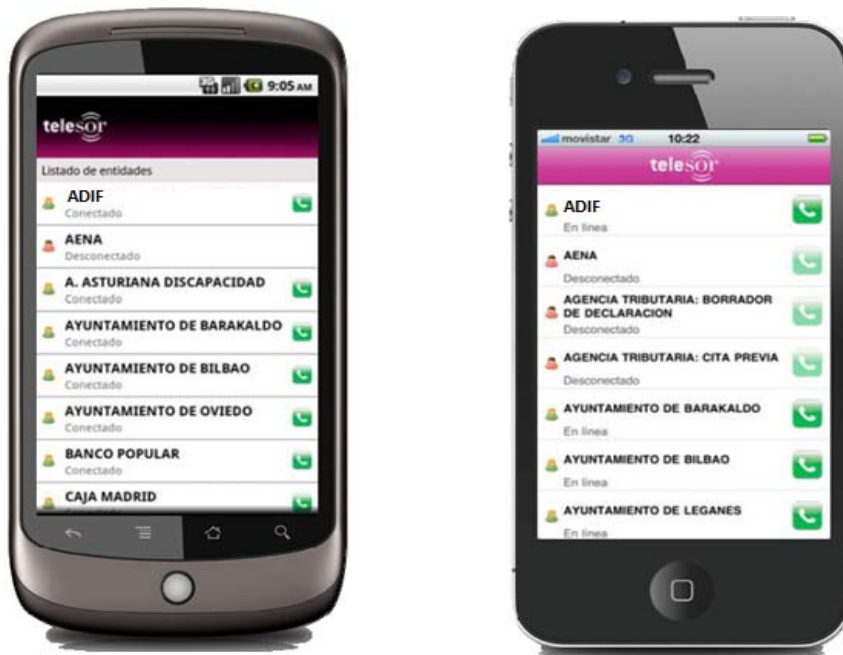 3G
9:05 AM
telesor
Listado de entidades
ADIF
Conectado
AENA
Desconectado
A. ASTURIANA DISCAPACIDAD
Conectado
AYUNTAMIENTO DE BARAKALDO
Conectado
AYUNTAMIENTO DE BILBAO
Conectado
AYUNTAMIENTO DE OVIEDO
Conectado
BANCO POPULAR
Conectado
CAJA MADRID
Conectado
movistar 3G 10:22
telesor
ADIF
En linea
AENA
Desconectado
AGENCIA TRIBUTARIA: BORRADOR
DE DECLARACION
Desconectado
AGENCIA TRIBUTARIA: CITA PREVIA
Desconectado
AYUNTAMIENTO DE BARAKALDO
En linea
AYUNTAMIENTO DE BILBAO
En linea
AYUNTAMIENTO DE LEGANES
En linea